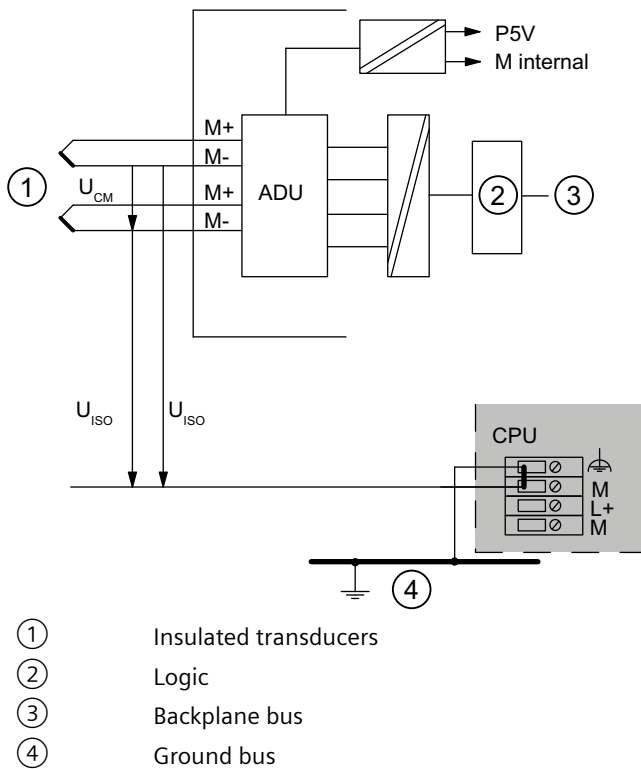 P5V
M internal
M+
M-
M+
M-
ADU
① U_CM
② ③
U_ISO U_ISO
CPU
M
L+
M
④
① Insulated transducers
② Logic
③ Backplane bus
④ Ground bus